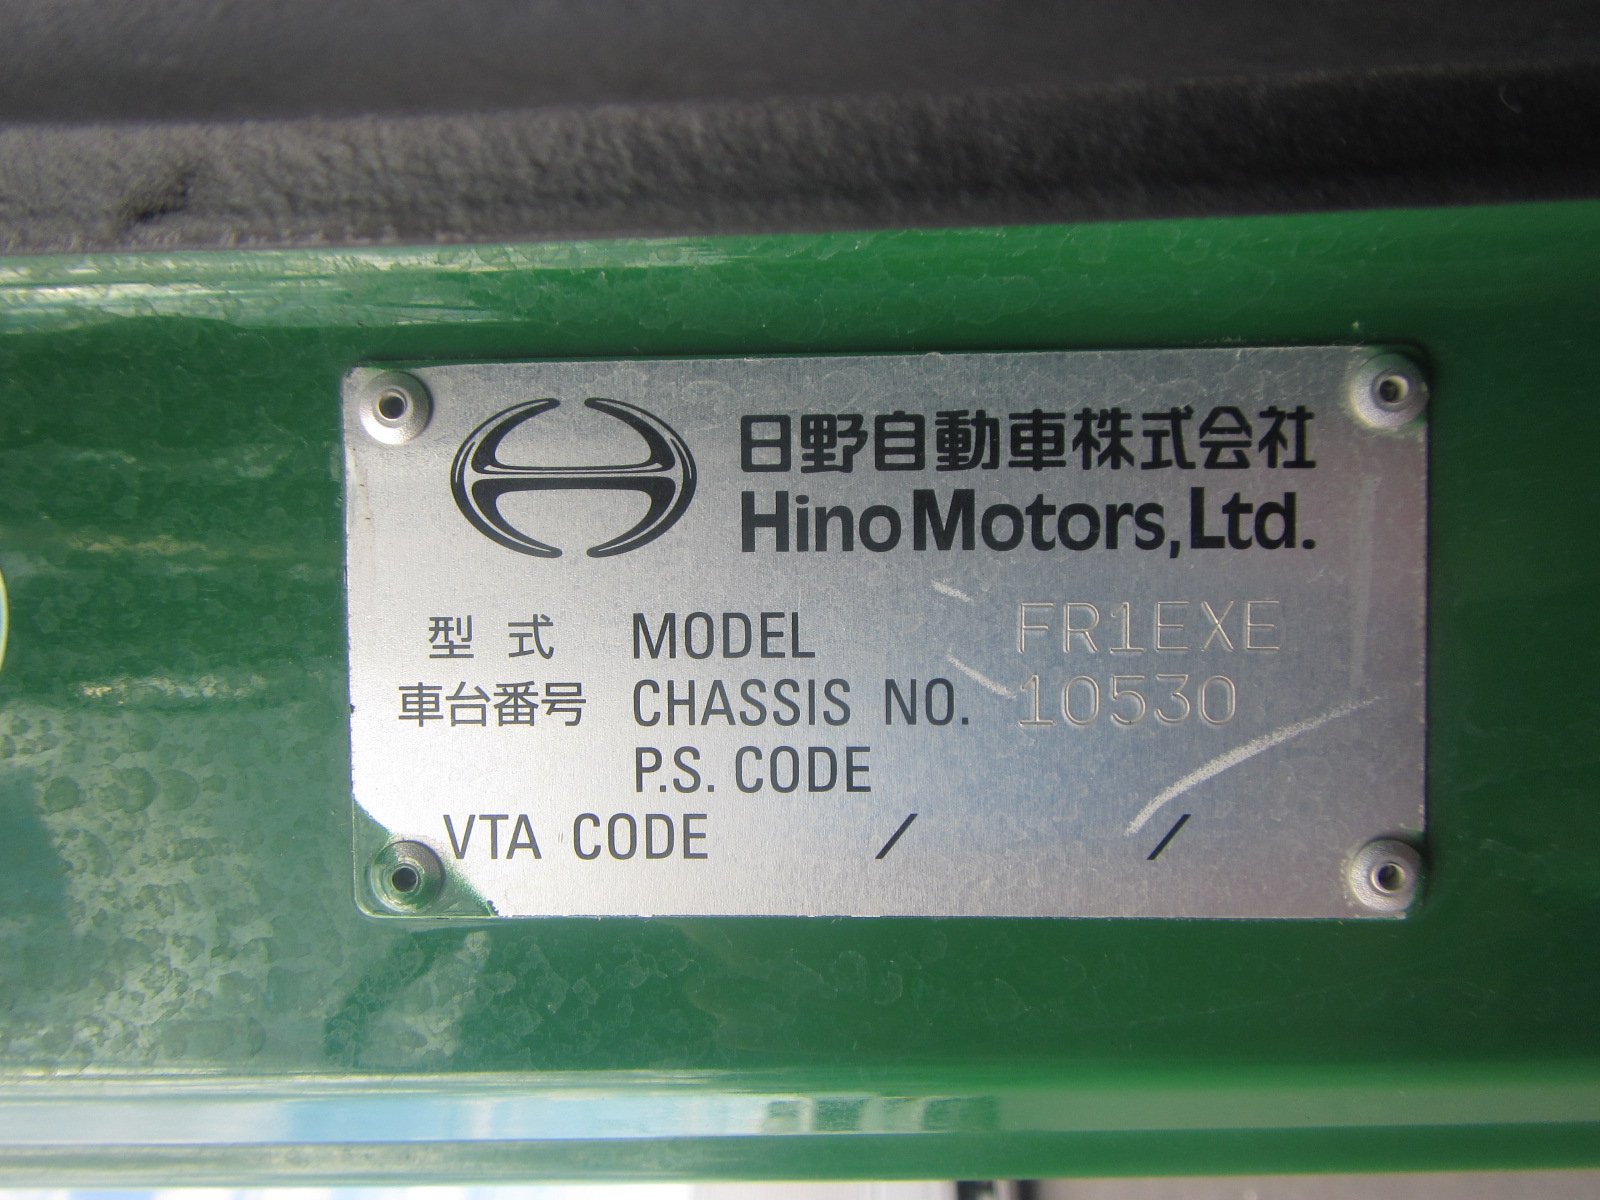 日野自動車株式会社
Hino Motors, Ltd.
型式 MODEL FR1EXE
車台番号 CHASSIS NO. 10530
P.S. CODE
VTA CODE / /